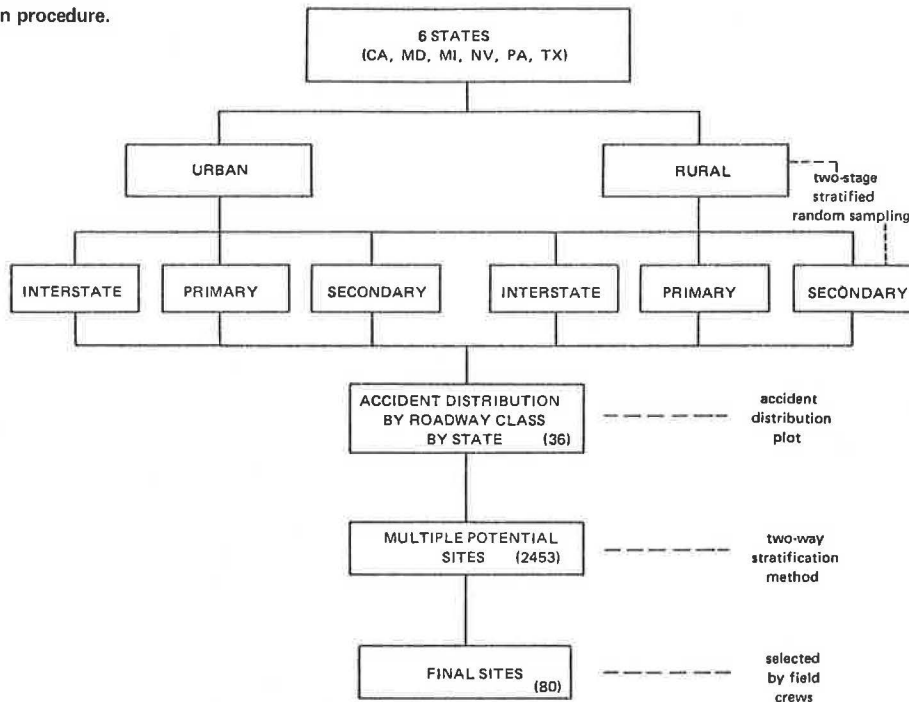 n procedure.
6 STATES
(CA, MD, MI, NV, PA, TX)
URBAN
RURAL
two-stage
stratified
random sampling
INTERSTATE
PRIMARY
SECONDARY
INTERSTATE
PRIMARY
SECONDARY
ACCIDENT DISTRIBUTION
BY ROADWAY CLASS
BY STATE (36)
accident
distribution
plot
MULTIPLE POTENTIAL
SITES (2453)
two-way
stratification
method
FINAL SITES
(80)
selected
by field
crews